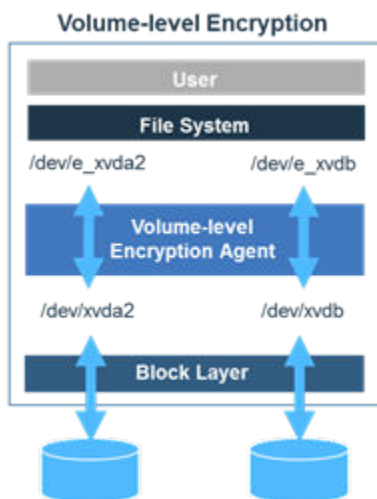 Volume-level Encryption
User
File System
/dev/e_xvda2 /dev/e_xvdb
Volume-level
Encryption Agent
/dev/xvda2 /dev/xvdb
Block Layer